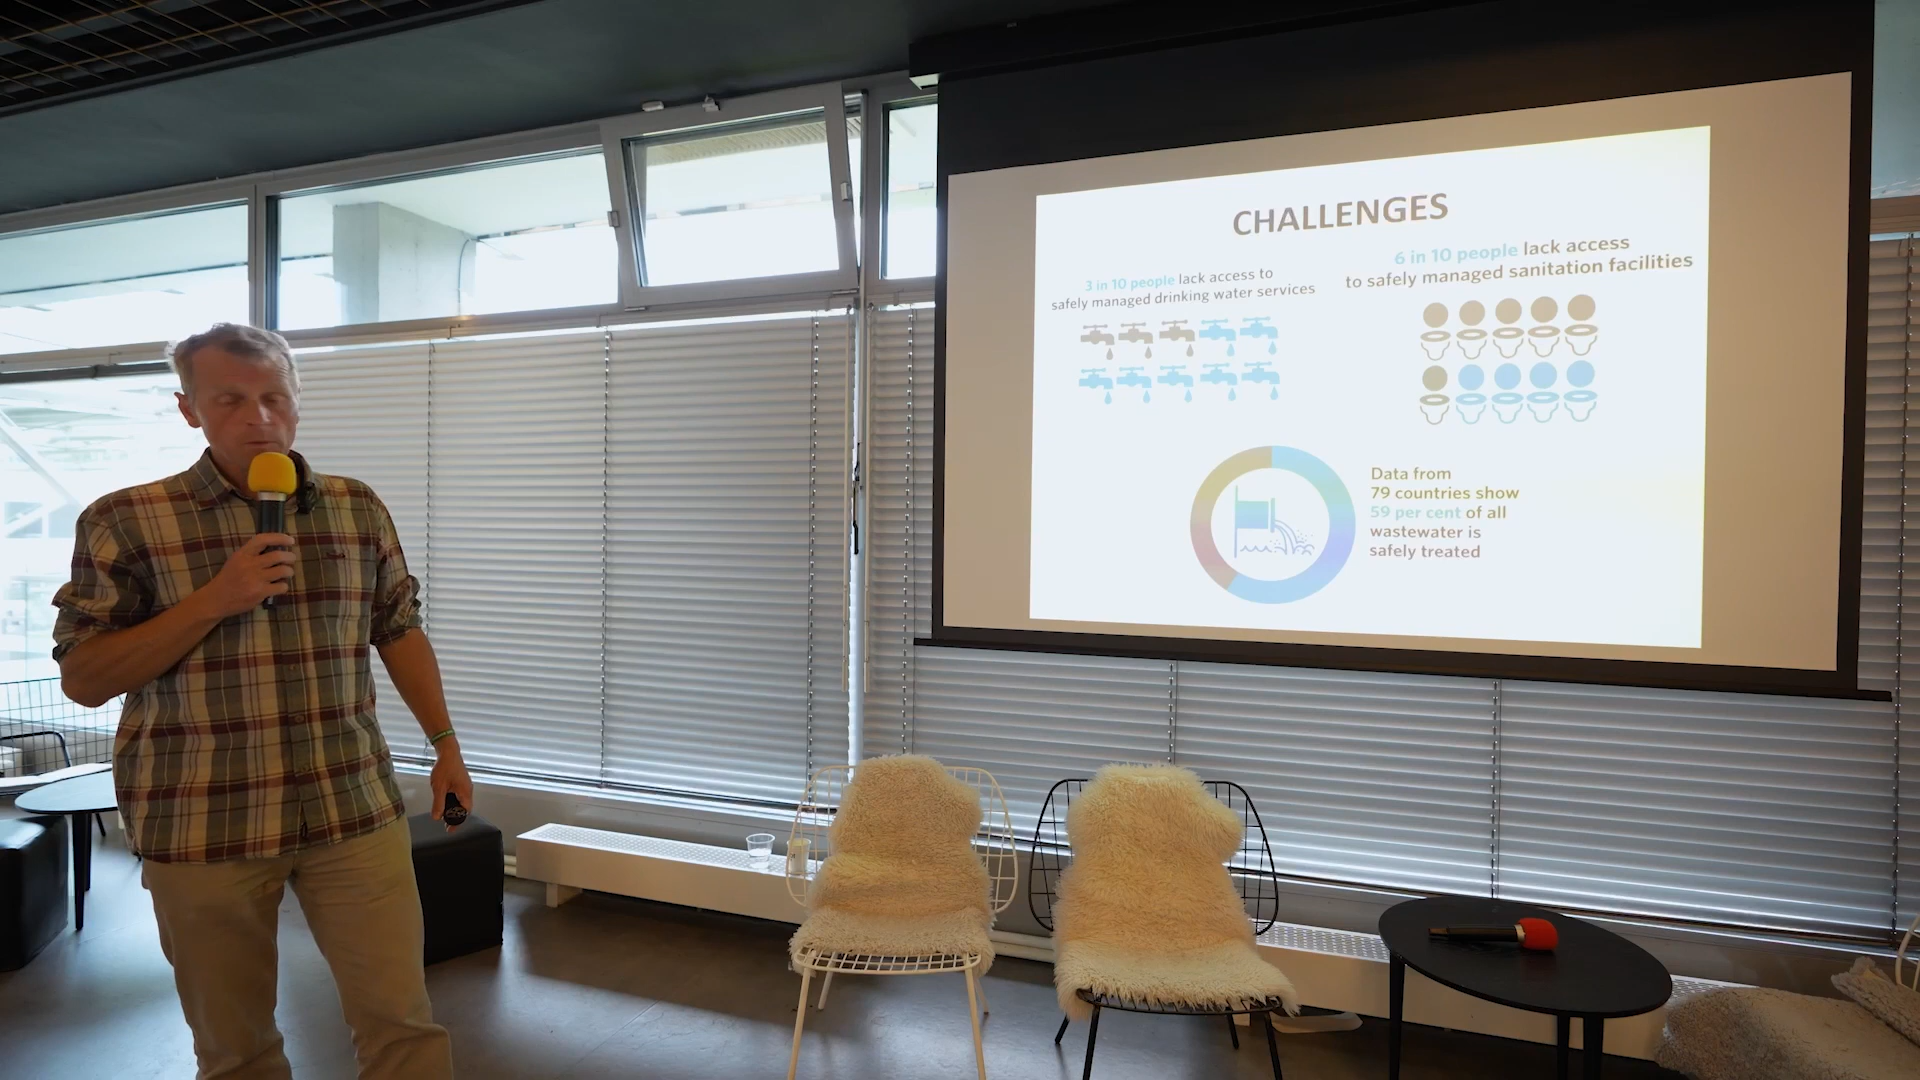 CHALLENGES
3 in 10 people lack access to
safely managed drinking water services
6 in 10 people lack access
to safely managed sanitation facilities
Data from
79 countries show
59 per cent of all
wastewater is
safely treated